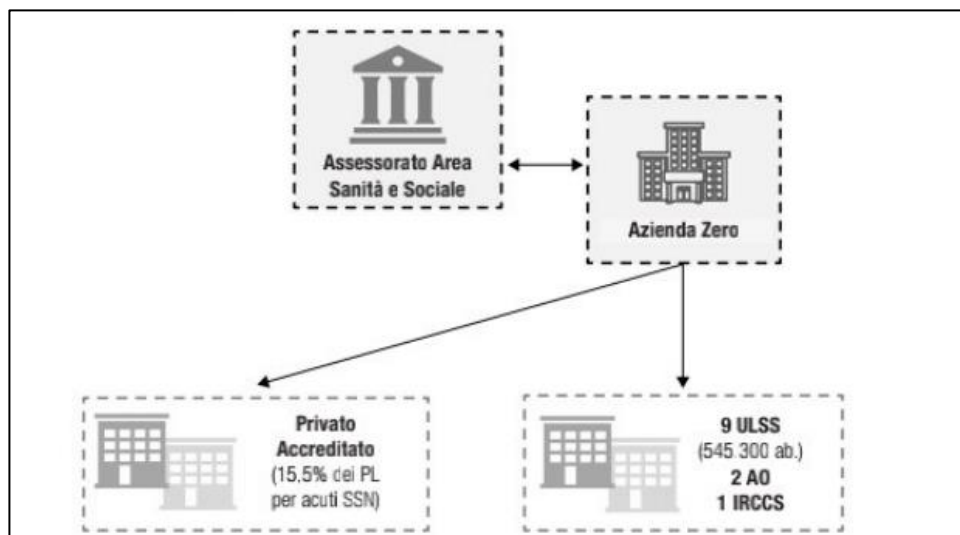 Assessorato Area
Sanità e Sociale
Azienda Zero
Privato
Accreditato
(15.5% dei PL
per acuti SSN)
9 ULSS
(545.300 ab.)
2 AO
1 IRCCS